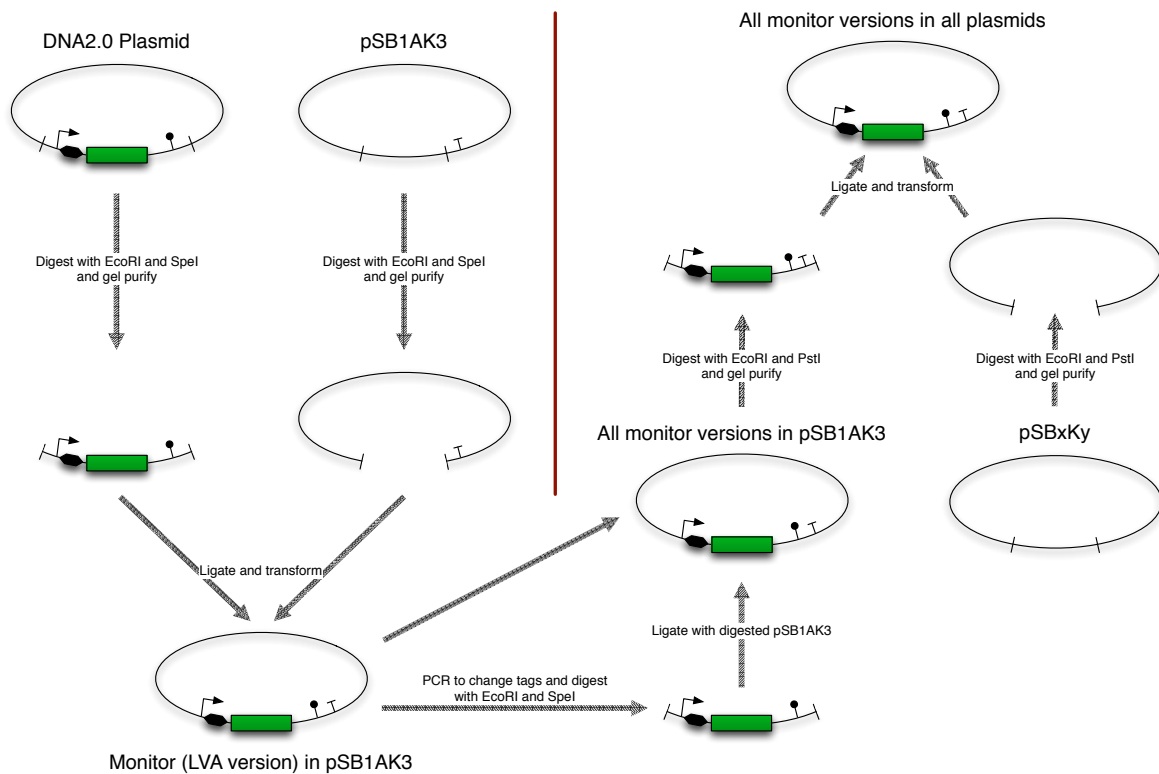 DNA2.0 Plasmid
pSB1AK3
Digest with EcoRI and SpeI
and gel purify
Digest with EcoRI and SpeI
and gel purify
Ligate and transform
Monitor (LVA version) in pSB1AK3
PCR to change tags and digest
with EcoRI and SpeI
Ligate with digested pSB1AK3
All monitor versions in pSB1AK3
pSBxKy
Digest with EcoRI and PstI
and gel purify
Digest with EcoRI and PstI
and gel purify
Ligate and transform
All monitor versions in all plasmids